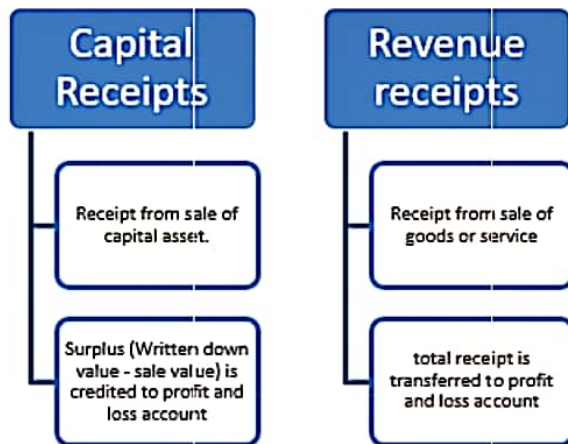 Capital
Receipts
Receipt from sale of
capital asset.
Surplus (Written down
value - sale value) is
credited to profit and
loss account
Revenue
receipts
Receipt from sale of
goods or service
total receipt is
transferred to profit
and loss account